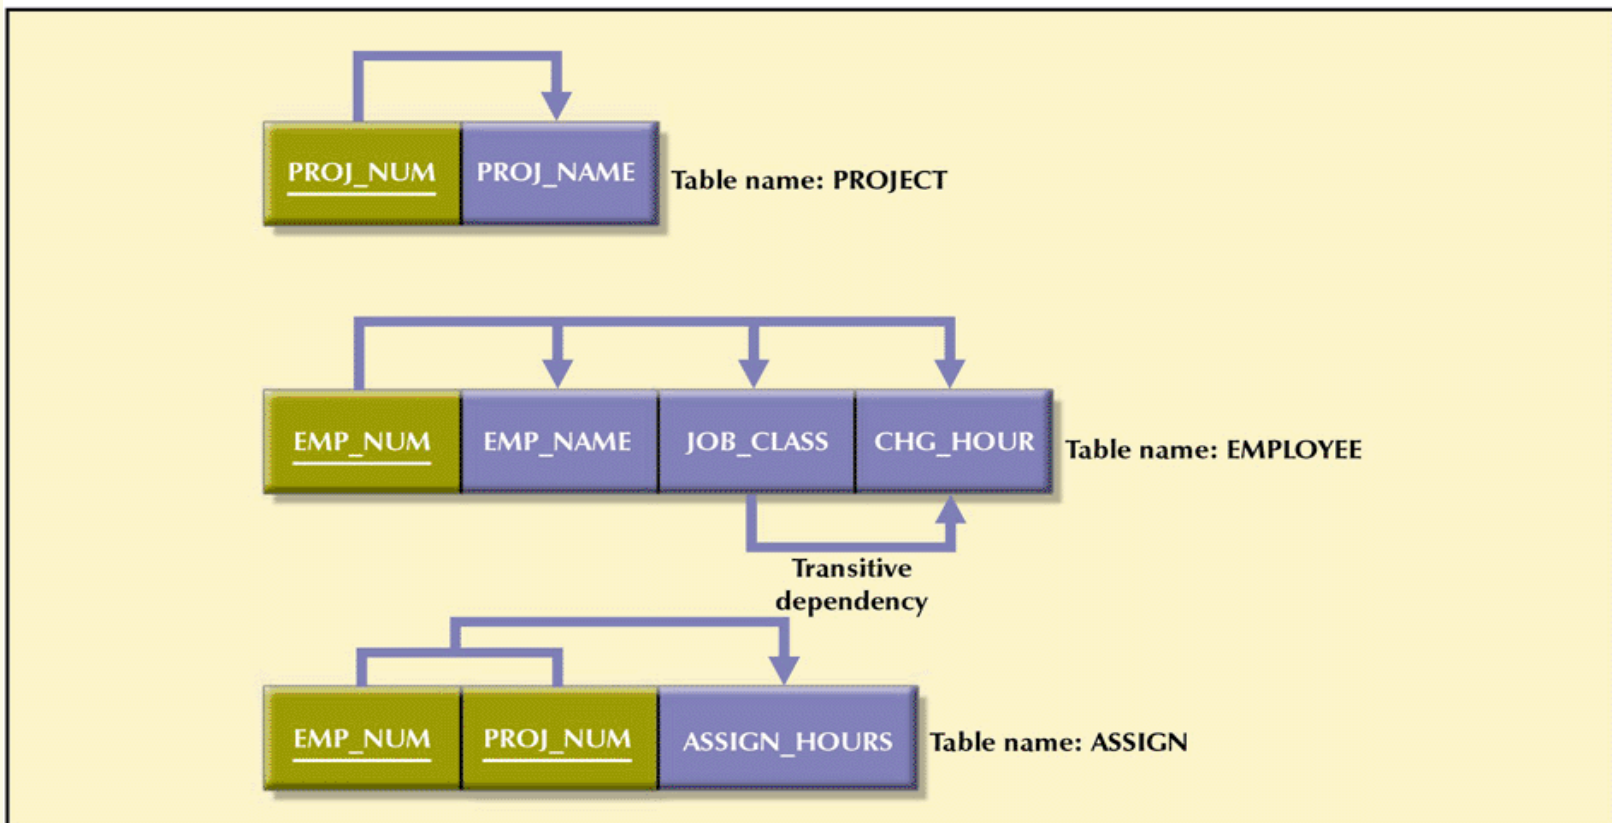 PROJ_NUM PROJ_NAME Table name: PROJECT
EMP_NUM EMP_NAME JOB_CLASS CHG_HOUR Table name: EMPLOYEE
Transitive
dependency
EMP_NUM PROJ_NUM ASSIGN_HOURS Table name: ASSIGN